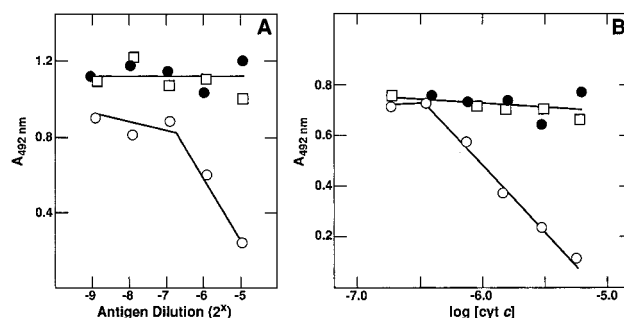 A
A492 nm
1.2
0.8
0.4
-9 -8 -7 -6 -5
Antigen Dilution (2^x)
B
A492 nm
0.8
0.6
0.4
0.2
-7.0 -6.0 -5.0
log [cyt c]